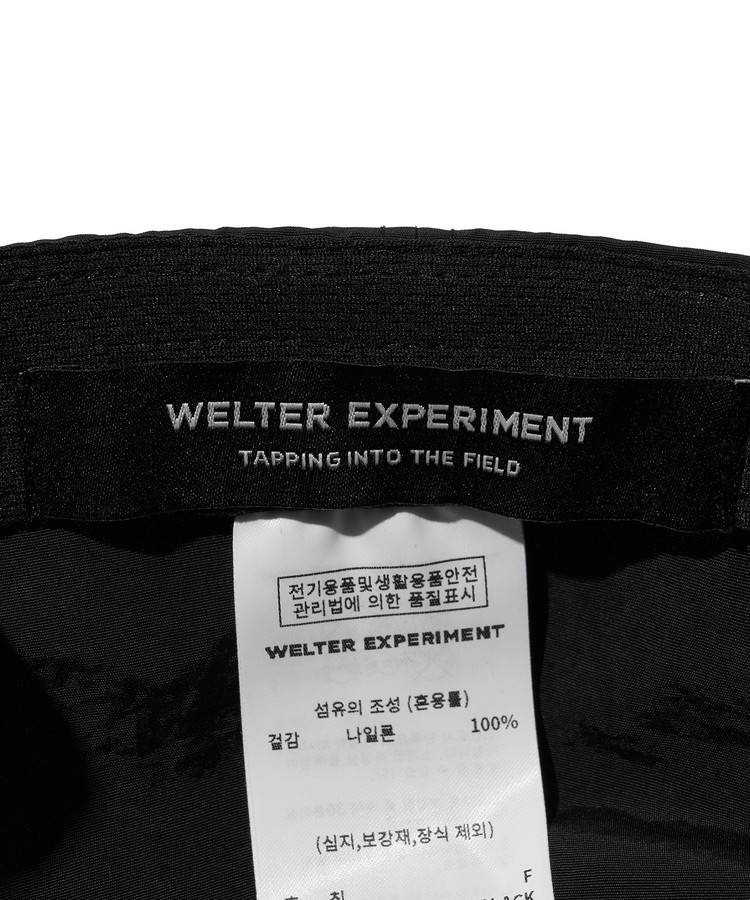 WELTER EXPERIMENT
TAPPING INTO THE FIELD
전기용품및생활용품안전
관리법에 의한 품질표시
WELTER EXPERIMENT
섬유의 조성 (혼용률)
겉감 나일론 100%
(심지,보강재,장식 제외)
F